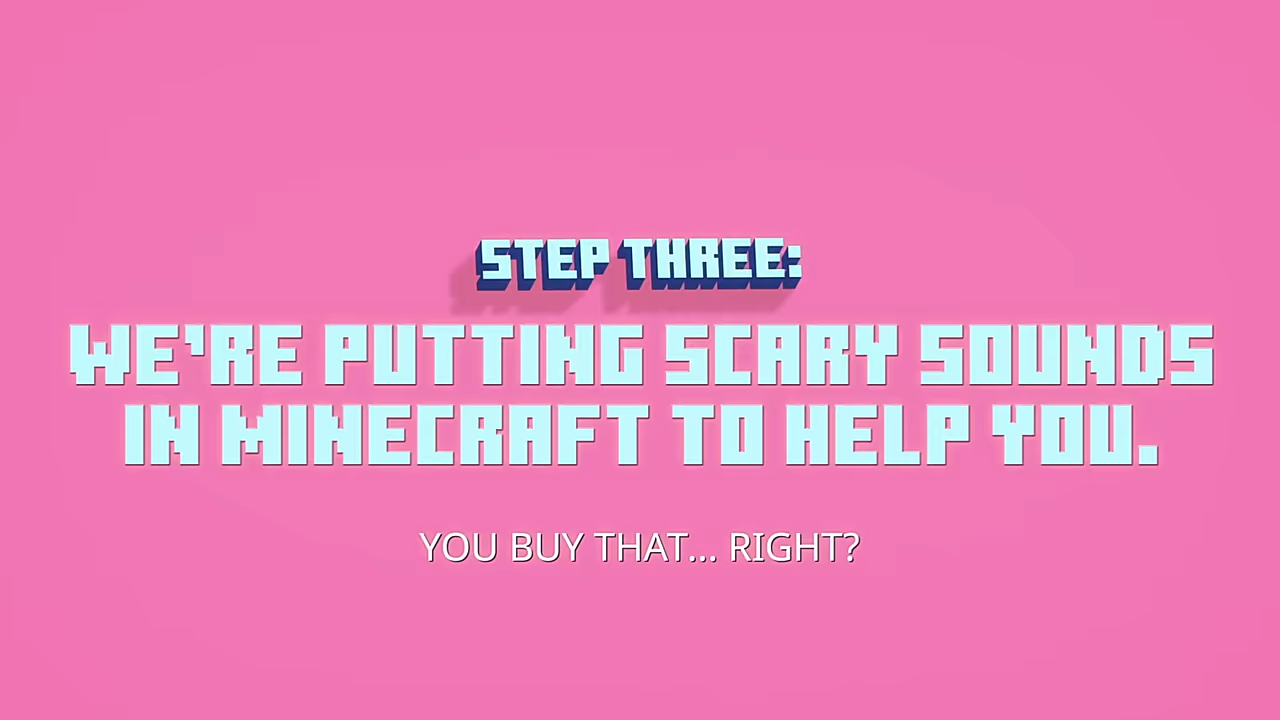 STEP THREE:
WE'RE PUTTING SCARY SOUNDS
IN MINECRAFT TO HELP YOU.
YOU BUY THAT... RIGHT?